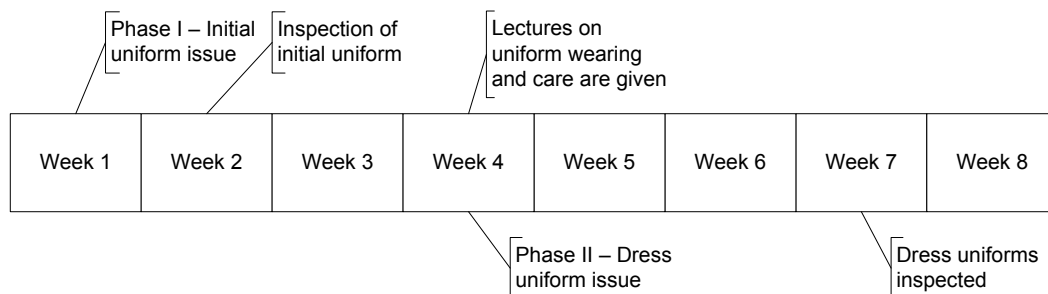 Phase I – Initial
uniform issue
Inspection of
initial uniform
Lectures on
uniform wearing
and care are given
Week 1
Week 2
Week 3
Week 4
Week 5
Week 6
Week 7
Week 8
Phase II – Dress
uniform issue
Dress uniforms
inspected